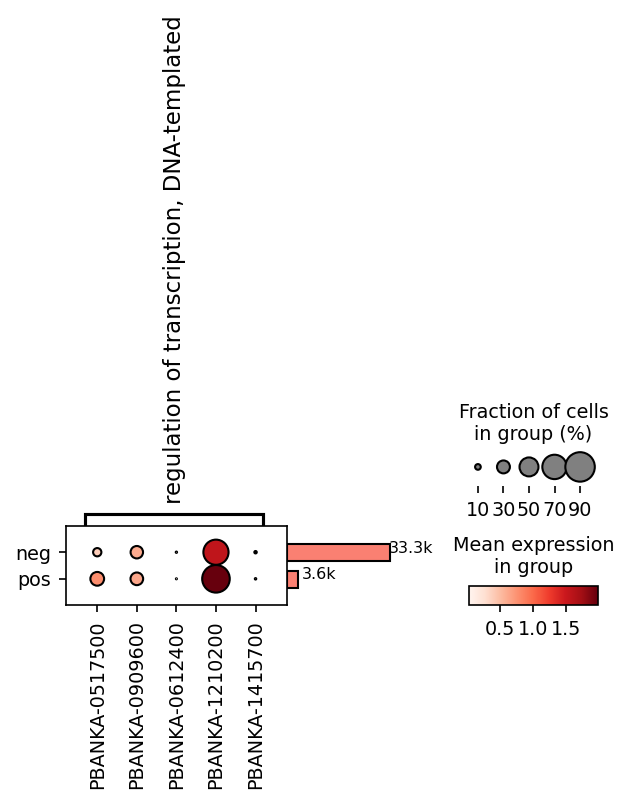 regulation of transcription, DNA-templated
Fraction of cells
in group (%)
10 30 50 70 90
neg
33.3k
pos
3.6k
Mean expression
in group
0.5 1.0 1.5
PBANKA-0517500
PBANKA-0909600
PBANKA-0612400
PBANKA-1210200
PBANKA-1415700